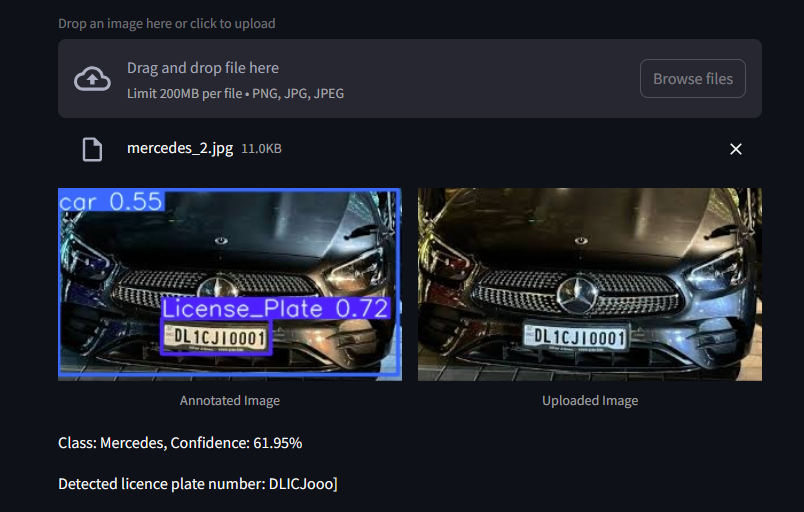 Drop an image here or click to upload
Drag and drop file here
Limit 200MB per file • PNG, JPG, JPEG
Browse files
mercedes_2.jpg 11.0KB
car 0.55
License_Plate 0.72
DL1CJI0001
DL1CJI0001
Annotated Image
Uploaded Image
Class: Mercedes, Confidence: 61.95%
Detected licence plate number: DLICJooo]